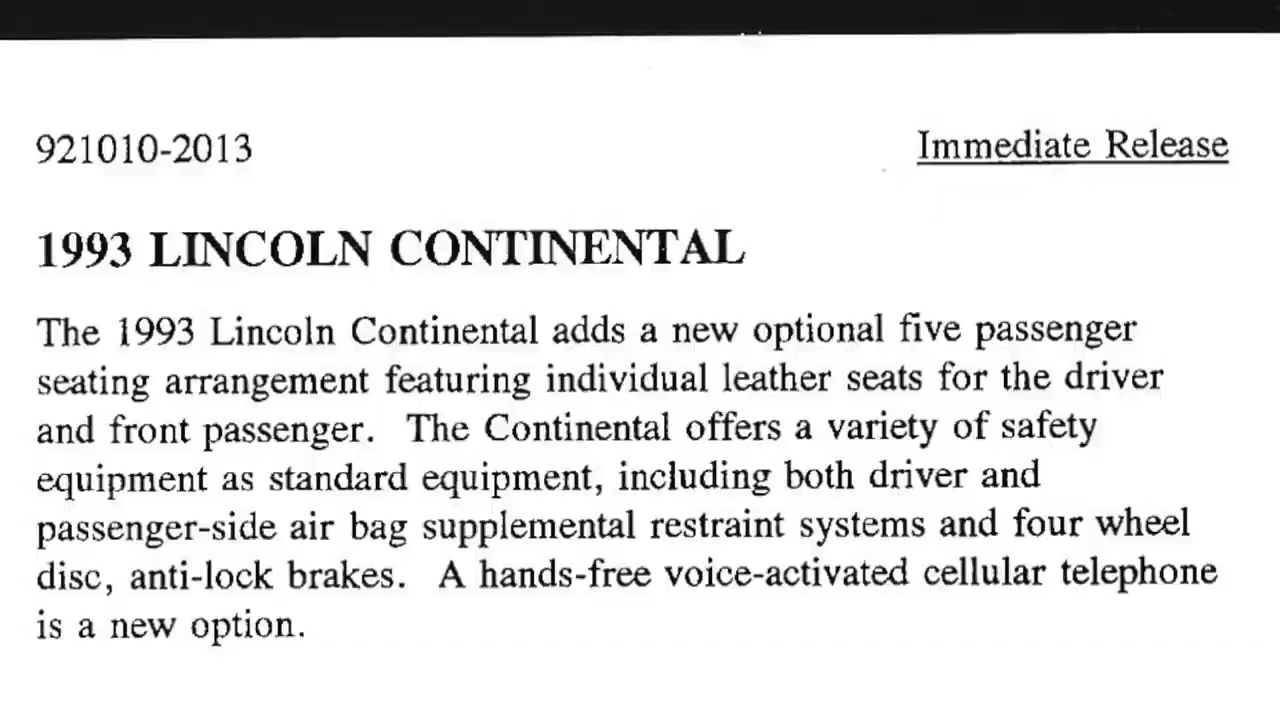 921010-2013 Immediate Release
1993 LINCOLN CONTINENTAL
The 1993 Lincoln Continental adds a new optional five passenger
seating arrangement featuring individual leather seats for the driver
and front passenger. The Continental offers a variety of safety
equipment as standard equipment, including both driver and
passenger-side air bag supplemental restraint systems and four wheel
disc, anti-lock brakes. A hands-free voice-activated cellular telephone
is a new option.